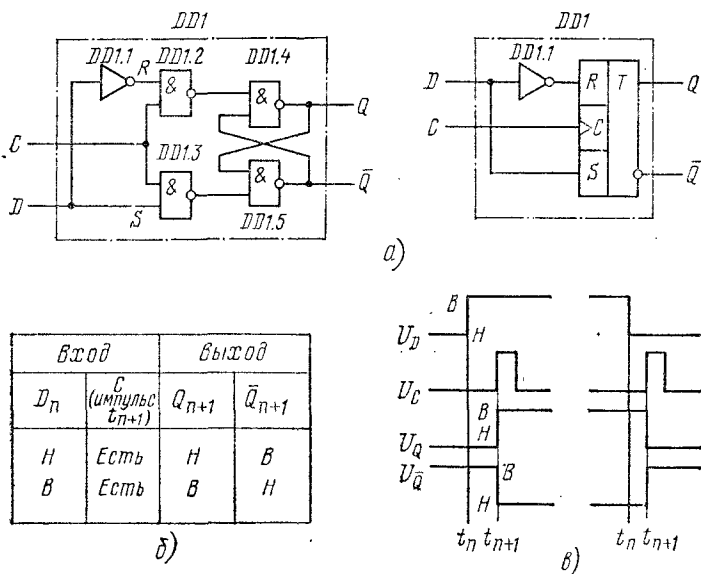 DD1
DD1.1
R
DD1.2
&
DD1.4
&
Q
C
DD1.3
&
&
Q̄
D
S
DD1.5
DD1
DD1.1
D
R
T
Q
C
C
S
Q̄
а)
Вход
Выход
Dn
C (импульс tn+1)
Qn+1
Q̄n+1
Н
Есть
Н
В
В
Есть
В
Н
б)
В
UD
Н
UC
В
Н
UQ
UQ̄
В
Н
tn
tn+1
tn
tn+1
в)